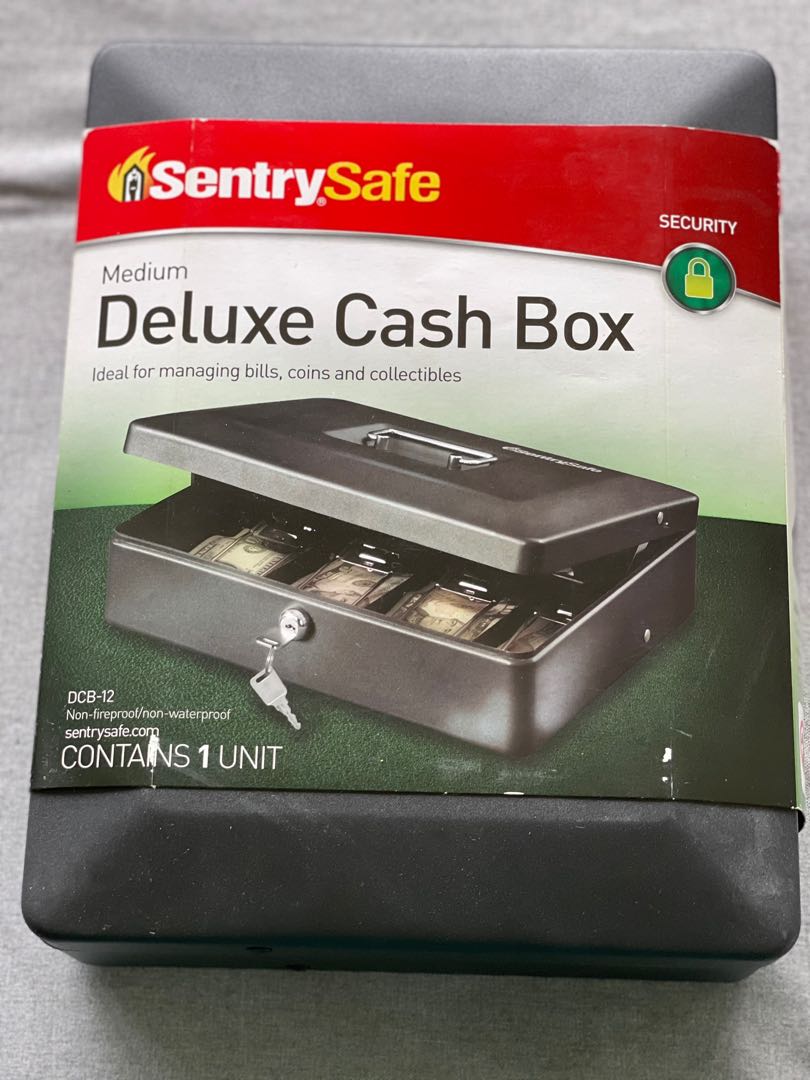 SentrySafe®
SECURITY
Medium
Deluxe Cash Box
Ideal for managing bills, coins and collectibles
SentrySafe
DCB-12
Non-fireproof/non-waterproof
sentrysafe.com
CONTAINS 1 UNIT